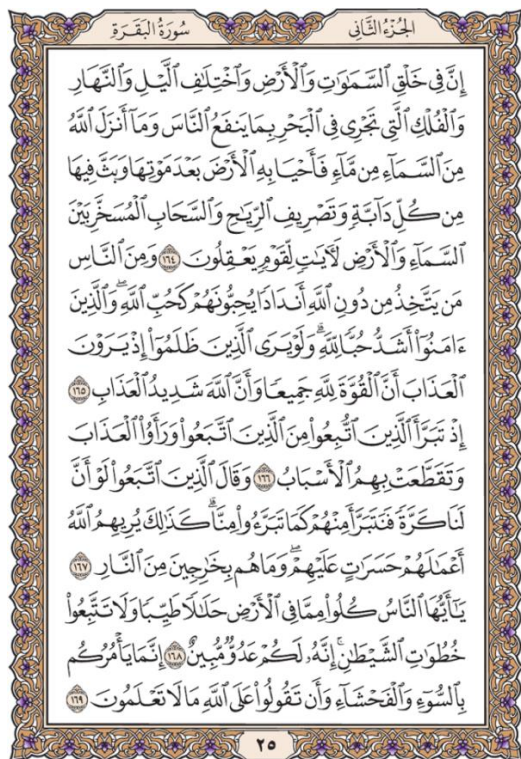 سُورَةُ البَقَرَةِ
الجُزْءُ الثَّانِي
إِنَّ فِي خَلْقِ ٱلسَّمَٰوَٰتِ وَٱلْأَرْضِ وَٱخْتِلَٰفِ ٱلَّيْلِ وَٱلنَّهَارِ
وَٱلْفُلْكِ ٱلَّتِي تَجْرِي فِي ٱلْبَحْرِ بِمَا يَنفَعُ ٱلنَّاسَ وَمَآ أَنزَلَ ٱللَّهُ
مِنَ ٱلسَّمَآءِ مِن مَّآءٍ فَأَحْيَا بِهِ ٱلْأَرْضَ بَعْدَ مَوْتِهَا وَبَثَّ فِيهَا
مِن كُلِّ دَآبَّةٍ وَتَصْرِيفِ ٱلرِّيَٰحِ وَٱلسَّحَابِ ٱلْمُسَخَّرِ بَيْنَ
ٱلسَّمَآءِ وَٱلْأَرْضِ لَءَايَٰتٍ لِّقَوْمٍ يَعْقِلُونَ ١٦٤ وَمِنَ ٱلنَّاسِ
مَن يَتَّخِذُ مِن دُونِ ٱللَّهِ أَندَادًا يُحِبُّونَهُمْ كَحُبِّ ٱللَّهِۖ وَٱلَّذِينَ
ءَامَنُوٓا۟ أَشَدُّ حُبًّا لِّلَّهِۗ وَلَوْ يَرَى ٱلَّذِينَ ظَلَمُوٓا۟ إِذْ يَرَوْنَ
ٱلْعَذَابَ أَنَّ ٱلْقُوَّةَ لِلَّهِ جَمِيعًا وَأَنَّ ٱللَّهَ شَدِيدُ ٱلْعَذَابِ ١٦٥
إِذْ تَبَرَّأَ ٱلَّذِينَ ٱتُّبِعُوا۟ مِنَ ٱلَّذِينَ ٱتَّبَعُوا۟ وَرَأَوُا۟ ٱلْعَذَابَ
وَتَقَطَّعَتْ بِهِمُ ٱلْأَسْبَابُ ١٦٦ وَقَالَ ٱلَّذِينَ ٱتَّبَعُوا۟ لَوْ أَنَّ
لَنَا كَرَّةً فَنَتَبَرَّأَ مِنْهُمْ كَمَا تَبَرَّءُوا۟ مِنَّاۗ كَذَٰلِكَ يُرِيهِمُ ٱللَّهُ
أَعْمَٰلَهُمْ حَسَرَٰتٍ عَلَيْهِمْۖ وَمَا هُم بِخَٰرِجِينَ مِنَ ٱلنَّارِ ١٦٧
يَٰٓأَيُّهَا ٱلنَّاسُ كُلُوا۟ مِمَّا فِي ٱلْأَرْضِ حَلَٰلًا طَيِّبًا وَلَا تَتَّبِعُوا۟
خُطُوَٰتِ ٱلشَّيْطَٰنِۚ إِنَّهُۥ لَكُمْ عَدُوٌّ مُّبِينٌ ١٦٨ إِنَّمَا يَأْمُرُكُم
بِٱلسُّوٓءِ وَٱلْفَحْشَآءِ وَأَن تَقُولُوا۟ عَلَى ٱللَّهِ مَا لَا تَعْلَمُونَ ١٦٩
٢٥